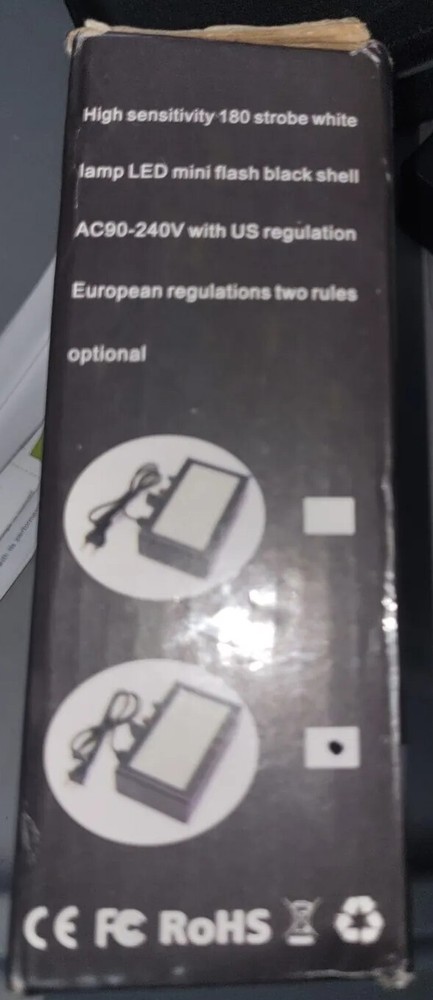 High sensitivity 180 strobe white
lamp LED mini flash black shell
AC90-240V with US regulation
European regulations two rules
optional
CE FC RoHS